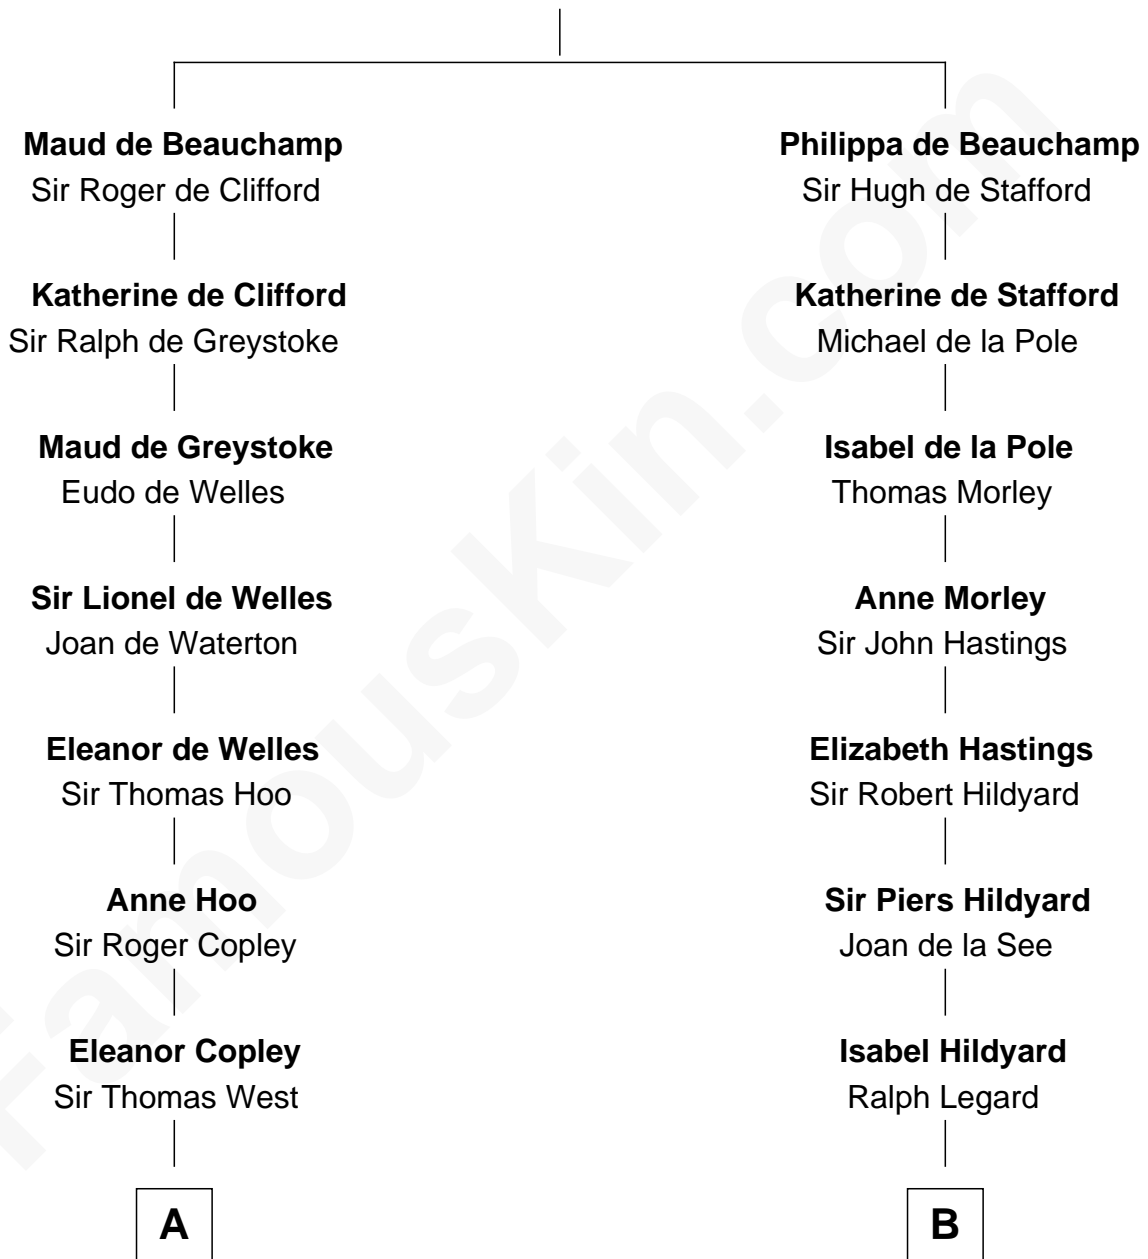 Maud de Beauchamp
Sir Roger de Clifford
Katherine de Clifford
Sir Ralph de Greystoke
Maud de Greystoke
Eudo de Welles
Sir Lionel de Welles
Joan de Waterton
Eleanor de Welles
Sir Thomas Hoo
Anne Hoo
Sir Roger Copley
Eleanor Copley
Sir Thomas West
A
Philippa de Beauchamp
Sir Hugh de Stafford
Katherine de Stafford
Michael de la Pole
Isabel de la Pole
Thomas Morley
Anne Morley
Sir John Hastings
Elizabeth Hastings
Sir Robert Hildyard
Sir Piers Hildyard
Joan de la See
Isabel Hildyard
Ralph Legard
B
FamousKin.com